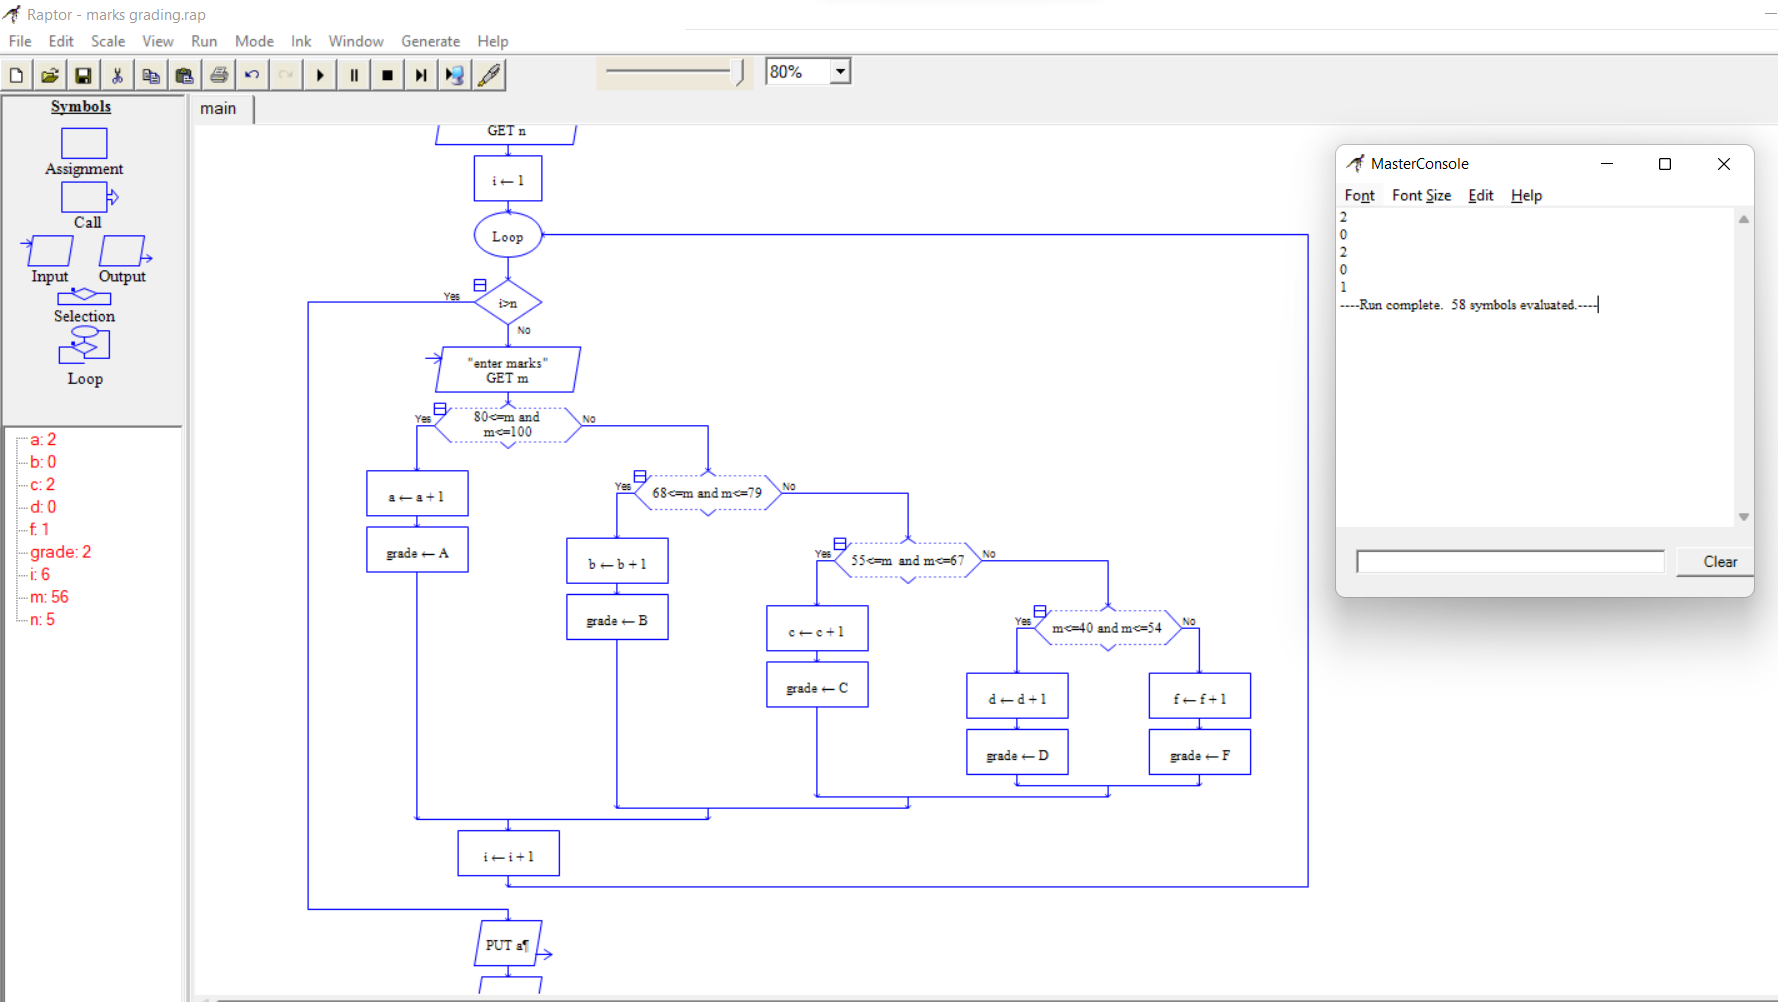 Raptor - marks grading.rap
File Edit Scale View Run Mode Ink Window Generate Help
80%
Symbols
main
Assignment
Call
Input Output
Selection
Loop
a: 2
b: 0
c: 2
d: 0
f: 1
grade: 2
i: 6
m: 56
n: 5
GET n
i ← 1
Loop
i>n
Yes
No
"enter marks"
GET m
Yes
80<=m and
m<=100
No
a ← a + 1
grade ← A
Yes
68<=m and m<=79
No
b ← b + 1
grade ← B
Yes
55<=m and m<=67
No
c ← c + 1
grade ← C
Yes
m<=40 and m<=54
No
d ← d + 1
grade ← D
f ← f + 1
grade ← F
i ← i + 1
PUT a¶
MasterConsole
Font Font Size Edit Help
2
0
2
0
1
----Run complete. 58 symbols evaluated.----
Clear